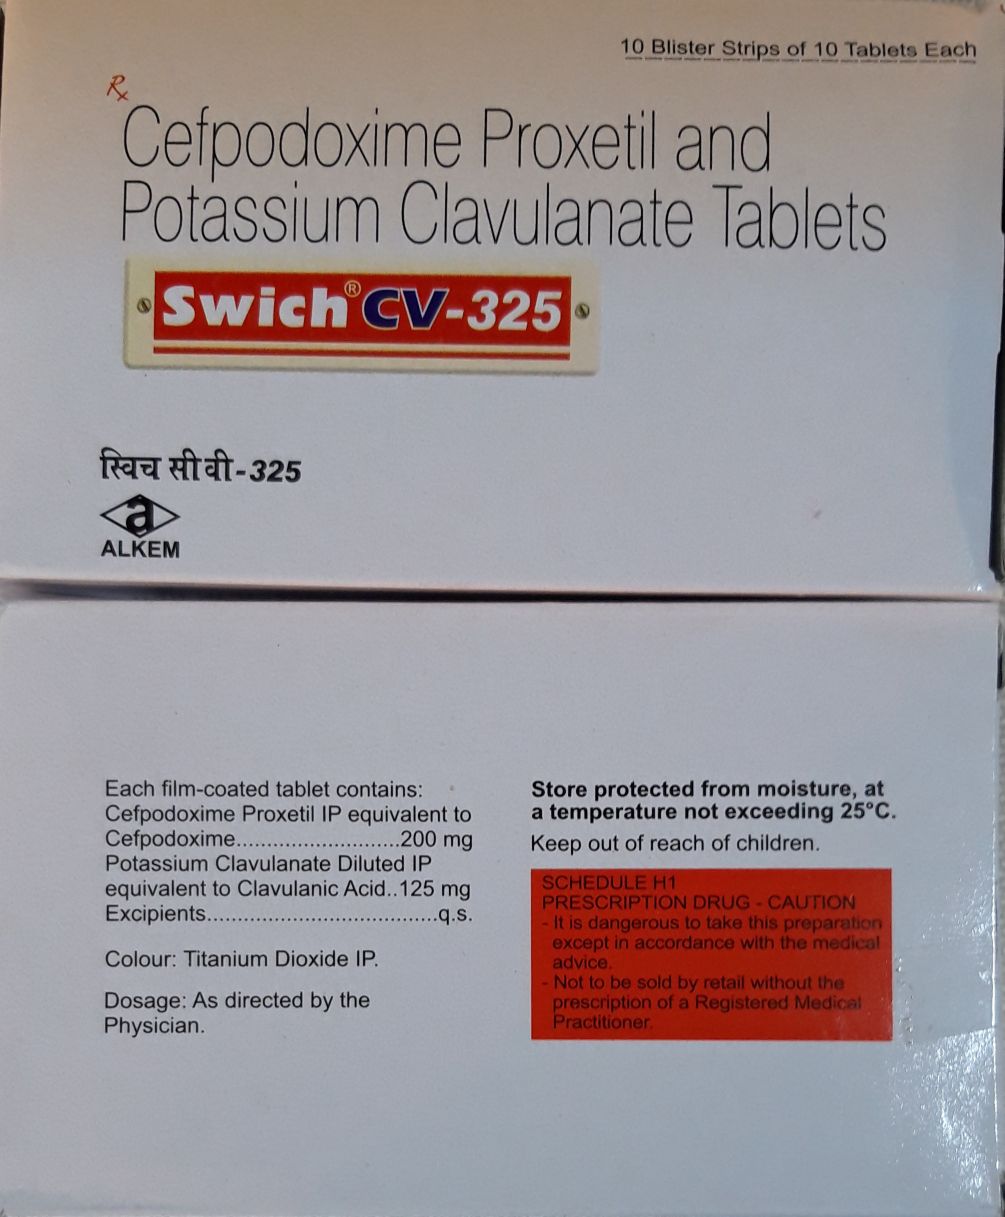 10 Blister Strips of 10 Tablets Each
Rx
Cefpodoxime Proxetil and
Potassium Clavulanate Tablets
Swich® CV-325
स्विच सी वी-325
a
ALKEM
Each film-coated tablet contains:
Cefpodoxime Proxetil IP equivalent to
Cefpodoxime...........................200 mg
Potassium Clavulanate Diluted IP
equivalent to Clavulanic Acid..125 mg
Excipients.....................................q.s.
Colour: Titanium Dioxide IP.
Dosage: As directed by the
Physician.
Store protected from moisture, at
a temperature not exceeding 25°C.
Keep out of reach of children.
SCHEDULE H1
PRESCRIPTION DRUG - CAUTION
- It is dangerous to take this preparation
except in accordance with the medical
advice.
- Not to be sold by retail without the
prescription of a Registered Medical
Practitioner.